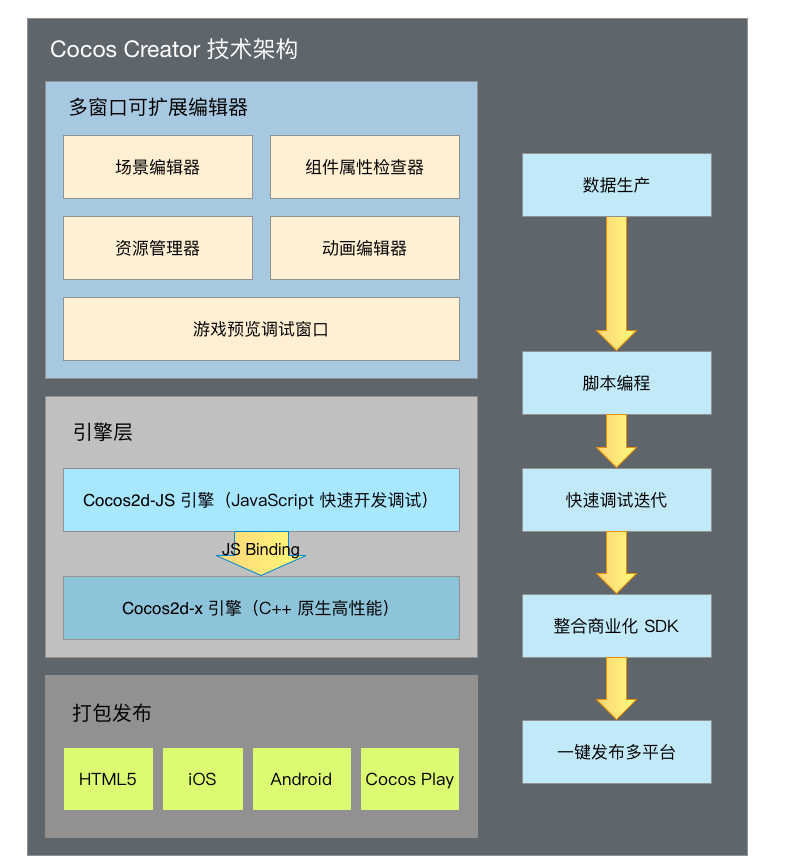 Cocos Creator 技术架构
多窗口可扩展编辑器
场景编辑器
组件属性检查器
资源管理器
动画编辑器
游戏预览调试窗口
引擎层
Cocos2d-JS 引擎（JavaScript 快速开发调试）
JS Binding
Cocos2d-x 引擎（C++ 原生高性能）
打包发布
HTML5
iOS
Android
Cocos Play
数据生产
脚本编程
快速调试迭代
整合商业化 SDK
一键发布多平台